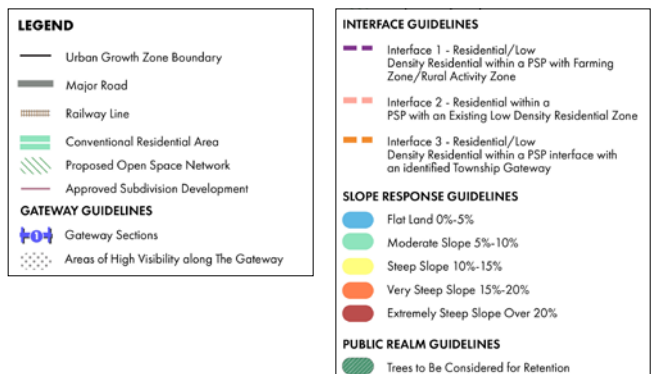 LEGEND
Urban Growth Zone Boundary
Major Road
Railway Line
Conventional Residential Area
Proposed Open Space Network
Approved Subdivision Development
GATEWAY GUIDELINES
1
Gateway Sections
Areas of High Visibility along The Gateway
INTERFACE GUIDELINES
Interface 1 - Residential/Low
Density Residential within a PSP with Farming
Zone/Rural Activity Zone
Interface 2 - Residential within a
PSP with an Existing Low Density Residential Zone
Interface 3 - Residential/Low
Density Residential within a PSP interface with
an identified Township Gateway
SLOPE RESPONSE GUIDELINES
Flat Land 0%-5%
Moderate Slope 5%-10%
Steep Slope 10%-15%
Very Steep Slope 15%-20%
Extremely Steep Slope Over 20%
PUBLIC REALM GUIDELINES
Trees to Be Considered for Retention